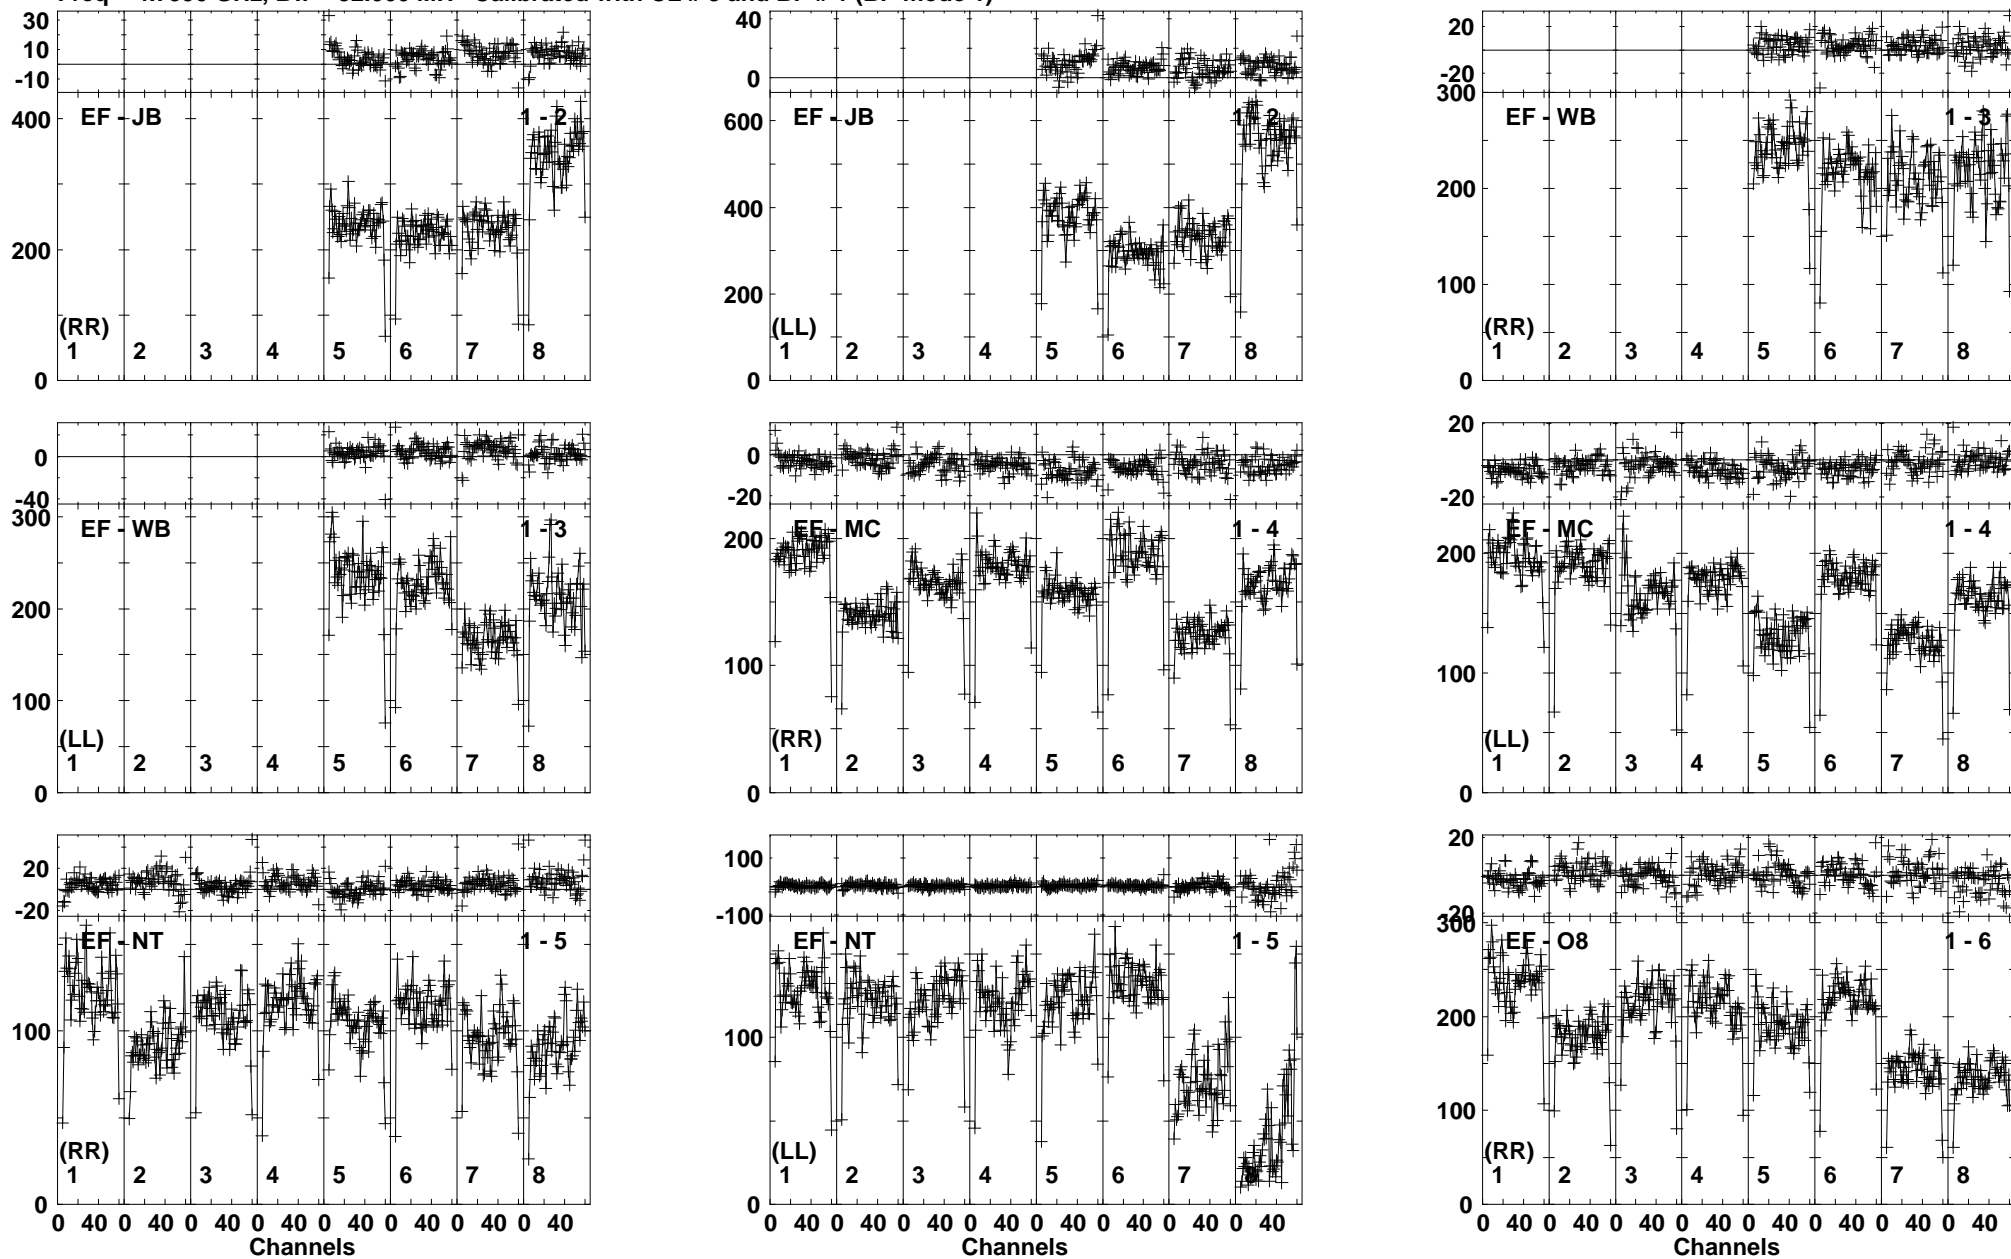 30 10 -10
40 0
20 -20
EF - JB 1 - 2
400 200 0
(RR)
1 2 3 4 5 6 7 8
EF - JB 1 - 2
600 400 200 0
(LL)
1 2 3 4 5 6 7 8
EF - WB 1 - 3
300 200 100 0
(RR)
1 2 3 4 5 6 7 8
0 -40
0 -20
20 -20
EF - WB 1 - 3
300 200 100 0
(LL)
1 2 3 4 5 6 7 8
EF - MC 1 - 4
200 100 0
(RR)
1 2 3 4 5 6 7 8
EF - MC 1 - 4
200 100 0
(LL)
1 2 3 4 5 6 7 8
20 -20
100 -100
20 -20
EF - NT 1 - 5
100 0
(RR)
1 2 3 4 5 6 7 8
EF - NT 1 - 5
100 0
(LL)
1 2 3 4 5 6 7 8
EF - O8 1 - 6
300 200 100 0
(RR)
1 2 3 4 5 6 7 8
0 40 0 40 0 40 0 40 0 40 0 40 0 40 0 40
0 40 0 40 0 40 0 40 0 40 0 40 0 40 0 40
0 40 0 40 0 40 0 40 0 40 0 40 0 40 0 40
Channels
Channels